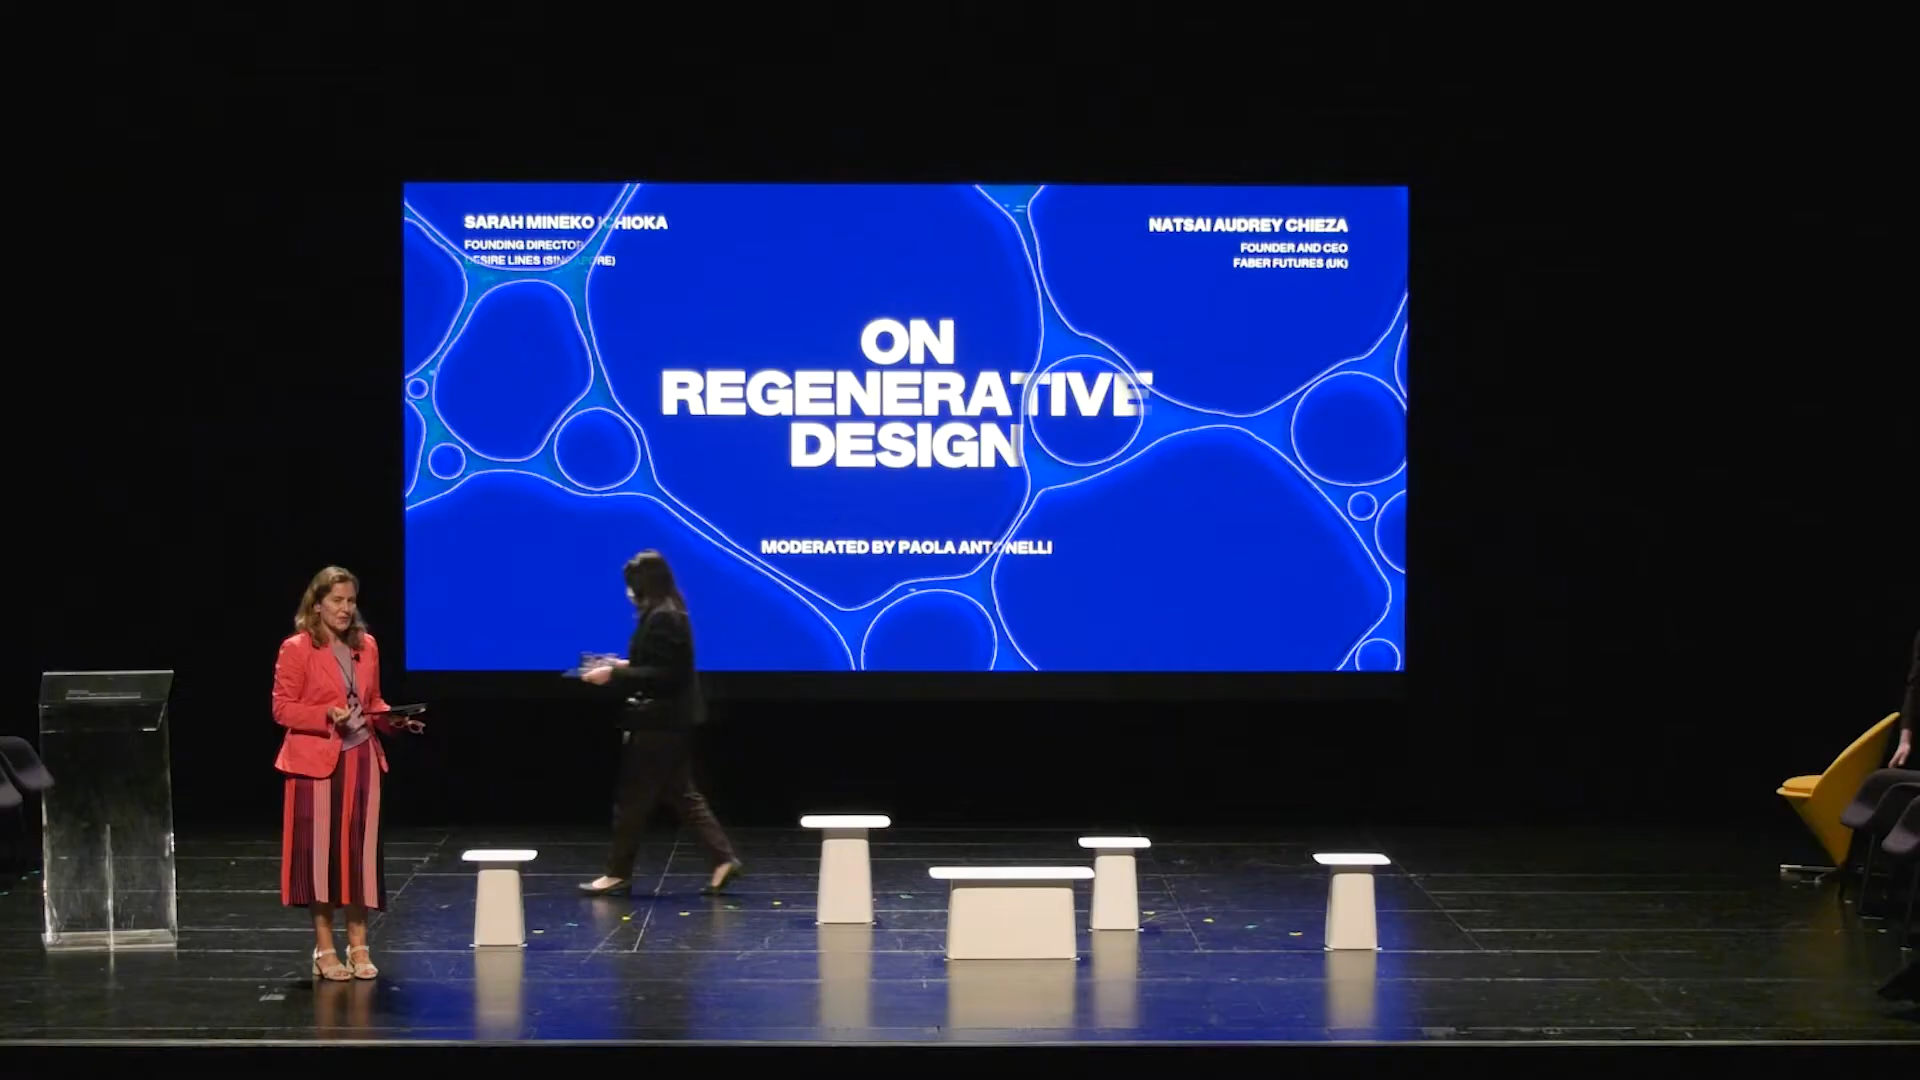 SARAH MINEKO ICHIOKA
FOUNDING DIRECTOR
DESIRE LINES (SINGAPORE)
NATSAI AUDREY CHIEZA
FOUNDER AND CEO
FABER FUTURES (UK)
ON
REGENERATIVE
DESIGN
MODERATED BY PAOLA ANTONELLI